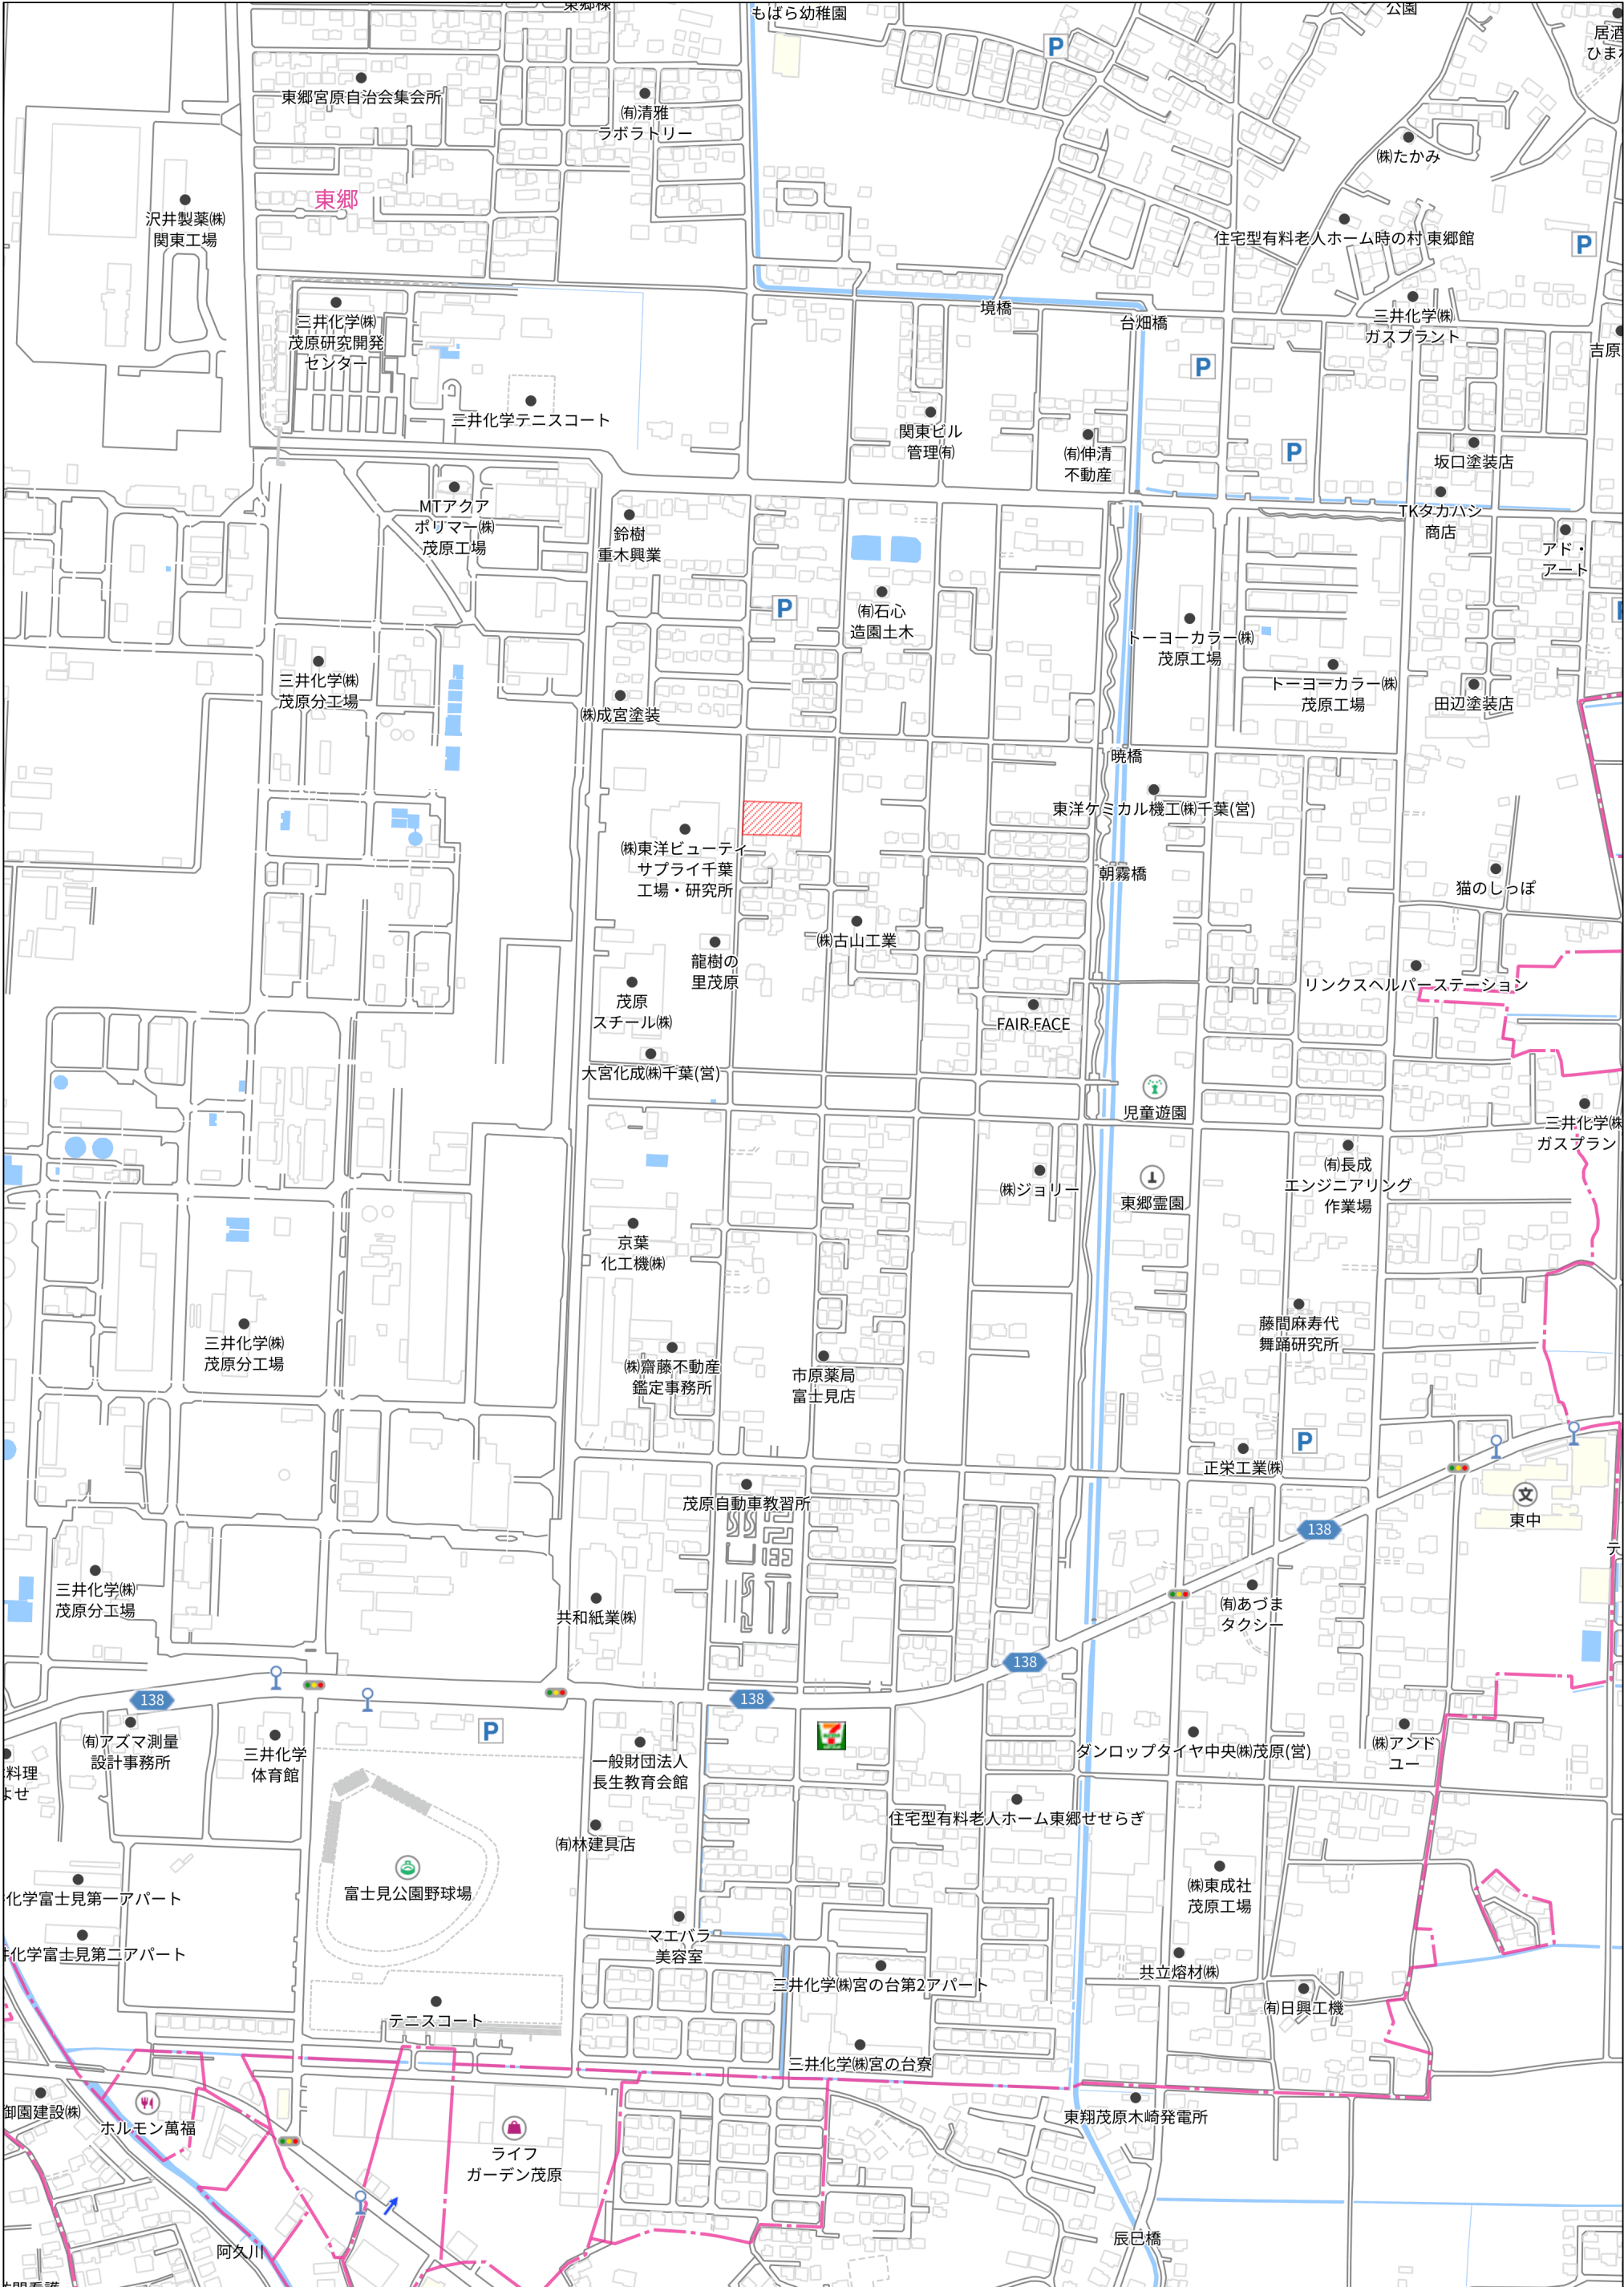 東郷様
もばら幼稚園
公園
東郷宮原自治会集会所
㈲清雅
ラボラトリー
㈱たかみ
東郷
沢井製薬㈱
関東工場
住宅型有料老人ホーム時の村 東郷館
境橋
台畑橋
三井化学㈱
ガスプラント
三井化学㈱
茂原研究開発
センター
三井化学テニスコート
関東ビル
管理㈲
㈲伸清
不動産
坂口塗装店
MTアクア
ポリマー㈱
茂原工場
鈴樹
重木興業
TKタカハシ
商店
アド・
アート
㈲石心
造園土木
トーヨーカラー㈱
茂原工場
三井化学㈱
茂原分工場
トーヨーカラー㈱
茂原工場
田辺塗装店
㈱成宮塗装
暁橋
東洋ケミカル機工㈱千葉(営)
㈱東洋ビューティ
サプライ千葉
工場・研究所
朝霧橋
猫のしっぽ
㈱古山工業
龍樹の
里茂原
リンクスヘルパーステーション
茂原
スチール㈱
FAIR FACE
大宮化成㈱千葉(営)
児童遊園
三井化学㈱
ガスプラン
㈱ジョリー
東郷霊園
㈲長成
エンジニアリング
作業場
京葉
化工機㈱
三井化学㈱
茂原分工場
藤間麻寿代
舞踊研究所
㈱齋藤不動産
鑑定事務所
市原薬局
富士見店
正栄工業㈱
茂原自動車教習所
東中
138
三井化学㈱
茂原分工場
共和紙業㈱
㈲あづま
タクシー
138
138
138
㈲アズマ測量
設計事務所
三井化学
体育館
一般財団法人
長生教育会館
ダンロップタイヤ中央㈱茂原(営)
㈱アンド
ユー
料理
よせ
住宅型有料老人ホーム東郷せせらぎ
㈲林建具店
化学富士見第一アパート
富士見公園野球場
㈱東成社
茂原工場
マエバラ
美容室
化学富士見第二アパート
三井化学㈱宮の台第2アパート
共立熔材㈱
㈲日興工機
テニスコート
三井化学㈱宮の台寮
御園建設㈱
ホルモン萬福
東翔茂原木崎発電所
ライフ
ガーデン茂原
阿久川
辰巳橋